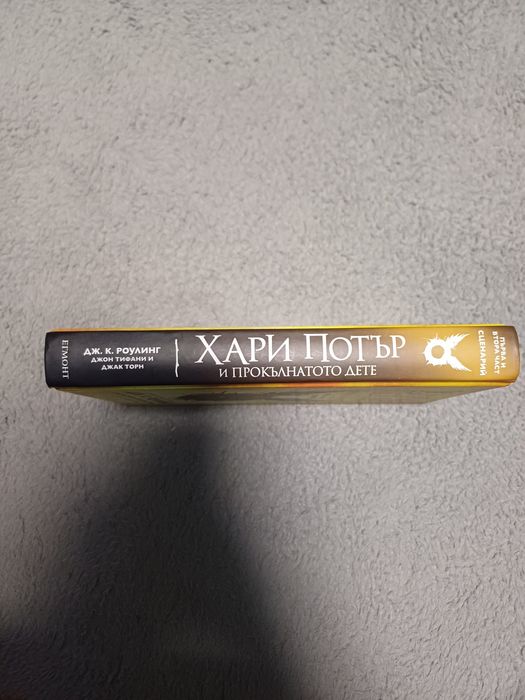 ЕГМОНТ
ДЖ. К. РОУЛИНГ
ДЖОН ТИФАНИ И
ДЖАК ТОРН
ХАРИ ПОТЪР
И ПРОКЪЛНАТОТО ДЕТЕ
ПЪРВА И
ВТОРА ЧАСТ
СЦЕНАРИЙ